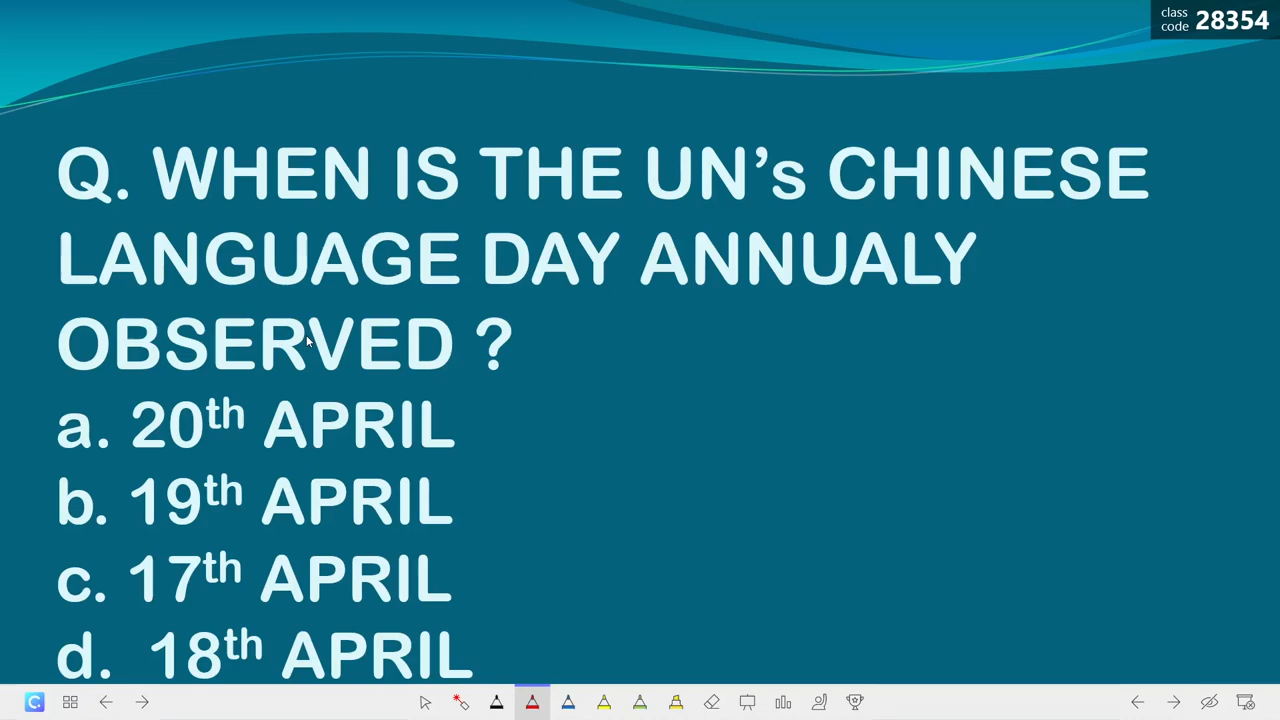 class
code 28354
Q. WHEN IS THE UN’s CHINESE
LANGUAGE DAY ANNUALY
OBSERVED ?
a. 20th APRIL
b. 19th APRIL
c. 17th APRIL
d. 18th APRIL